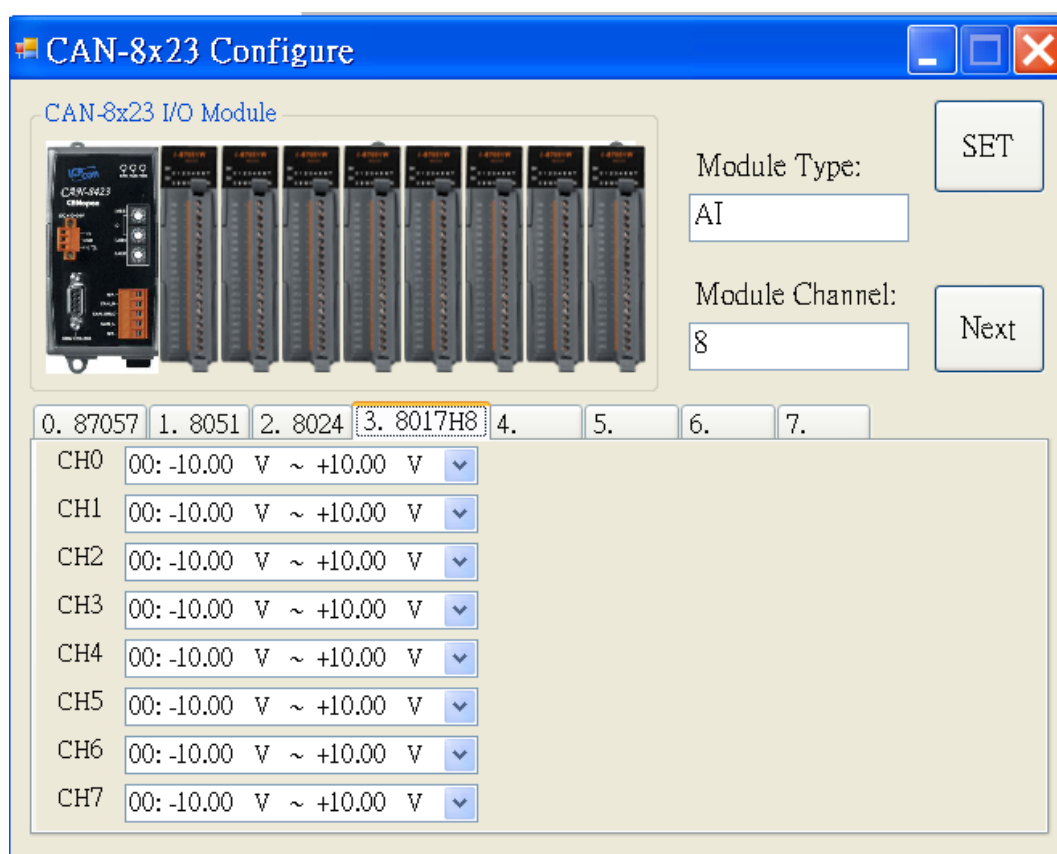 CAN-8x23 Configure
CAN-8x23 I/O Module
CAN-8423
CANopen
Module Type:
AI
SET
Module Channel:
8
Next
0. 87057
1. 8051
2. 8024
3. 8017H8
4.
5.
6.
7.
CH0 00: -10.00 V ~ +10.00 V
CH1 00: -10.00 V ~ +10.00 V
CH2 00: -10.00 V ~ +10.00 V
CH3 00: -10.00 V ~ +10.00 V
CH4 00: -10.00 V ~ +10.00 V
CH5 00: -10.00 V ~ +10.00 V
CH6 00: -10.00 V ~ +10.00 V
CH7 00: -10.00 V ~ +10.00 V